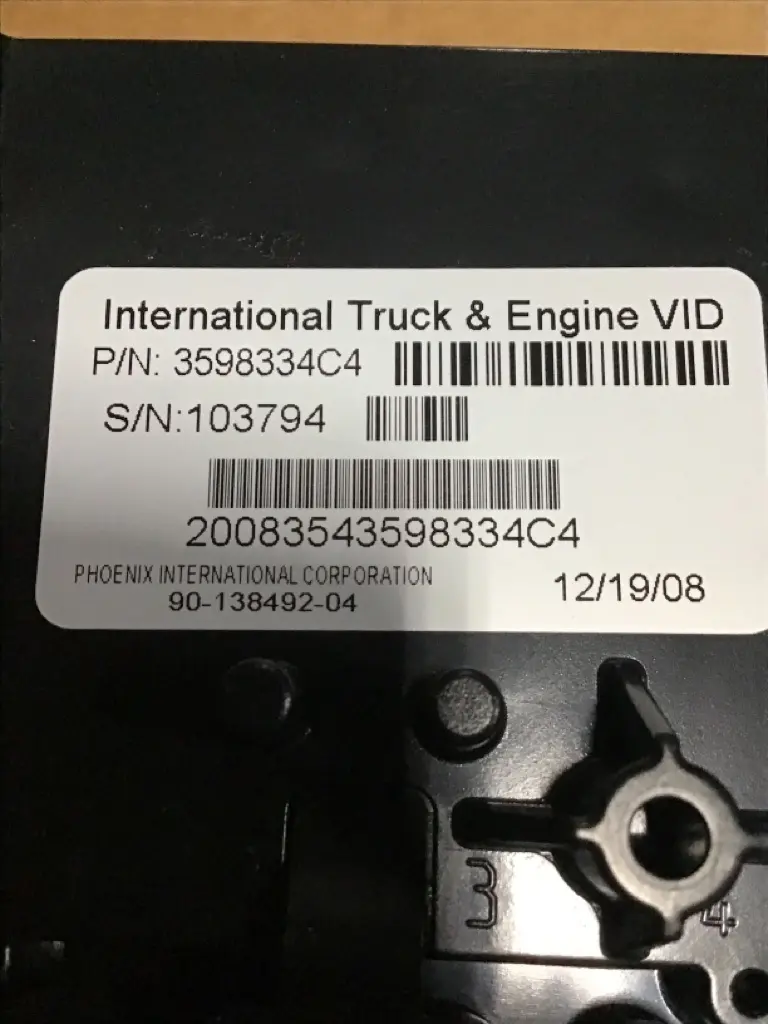 International Truck & Engine VID
P/N: 3598334C4
S/N:103794
20083543598334C4
PHOENIX INTERNATIONAL CORPORATION
90-138492-04
12/19/08
3
4